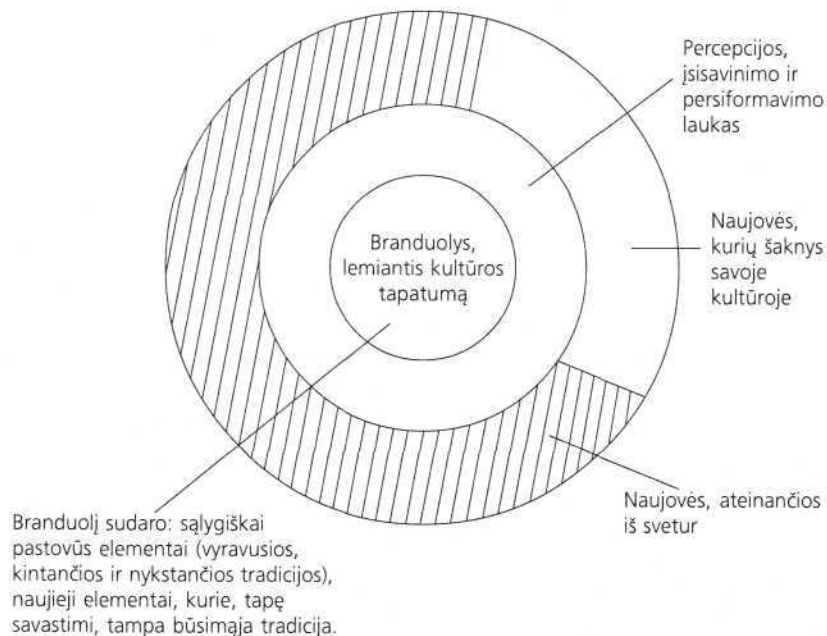 Percepcijos,
įsisavinimo ir
persiformavimo
laukas
Branduolys,
lemiantis kultūros
tapatumą
Naujovės,
kurių šaknys
savoje
kultūroje
Naujovės, ateinančios
iš svetur
Branduolį sudaro: sąlygiškai
pastovūs elementai (vyravusios,
kintančios ir nykstančios tradicijos),
naujieji elementai, kurie, tapę
savastimi, tampa būsimąja tradicija.